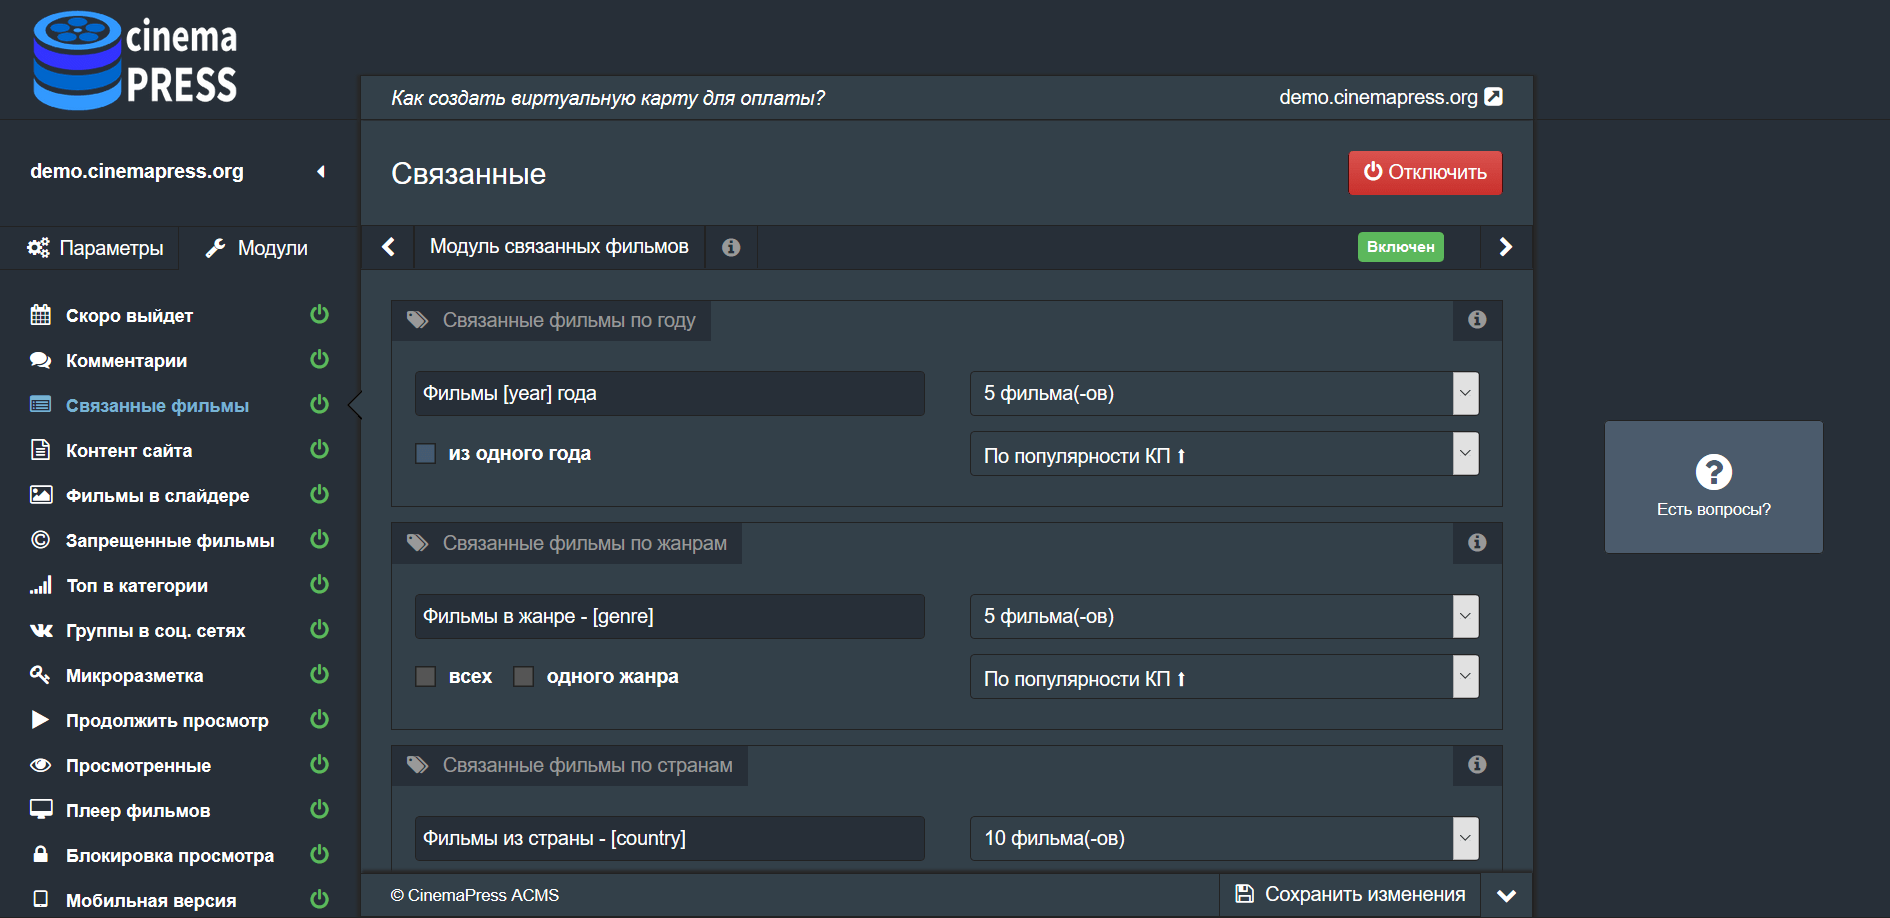 cinema
PRESS
Как создать виртуальную карту для оплаты?
demo.cinemapress.org
demo.cinemapress.org
Связанные
Отключить
Параметры
Модули
Модуль связанных фильмов
Включен
Скоро выйдет
Комментарии
Связанные фильмы
Контент сайта
Фильмы в слайдере
Запрещенные фильмы
Топ в категории
Группы в соц. сетях
Микроразметка
Продолжить просмотр
Просмотренные
Плеер фильмов
Блокировка просмотра
Мобильная версия
Связанные фильмы по году
Фильмы [year] года
5 фильма(-ов)
из одного года
По популярности КП ⬆
Связанные фильмы по жанрам
Фильмы в жанре - [genre]
5 фильма(-ов)
всех
одного жанра
По популярности КП ⬆
Связанные фильмы по странам
Фильмы из страны - [country]
10 фильма(-ов)
Есть вопросы?
© CinemaPress ACMS
Сохранить изменения